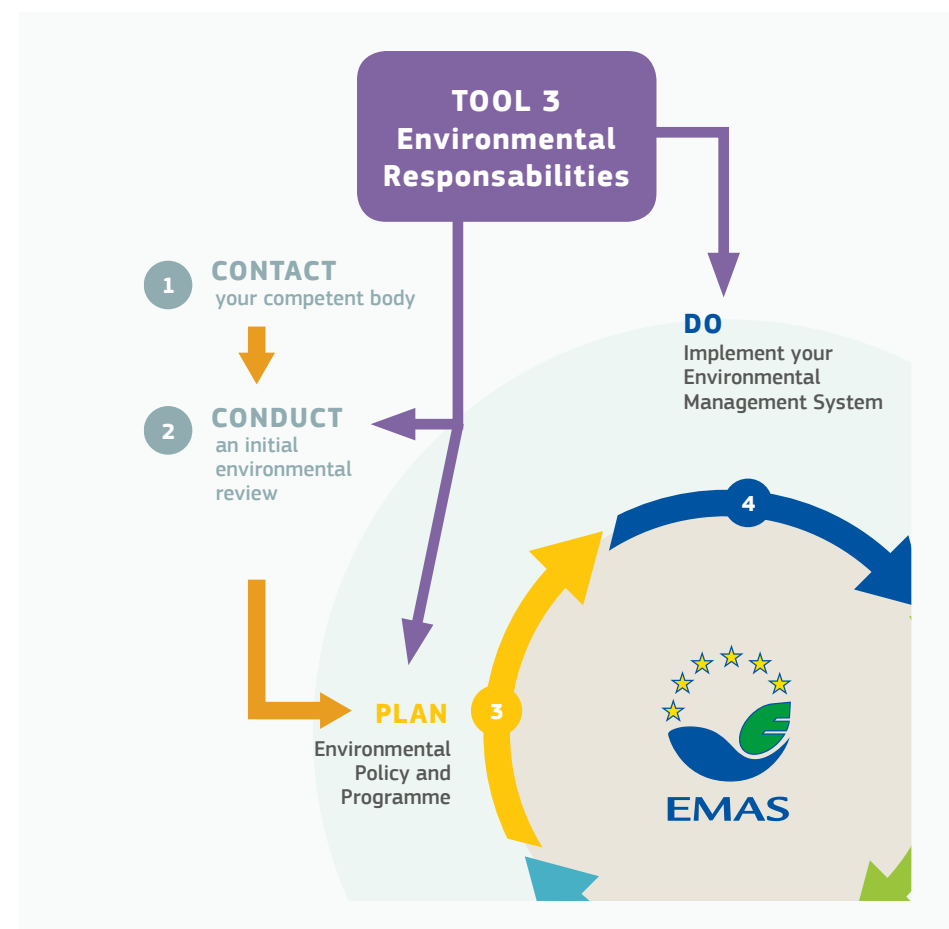 TOOL 3
Environmental
Responsabilities
1
CONTACT
your competent body
2
CONDUCT
an initial
environmental
review
DO
Implement your
Environmental
Management System
4
PLAN
3
Environmental
Policy and
Programme
EMAS